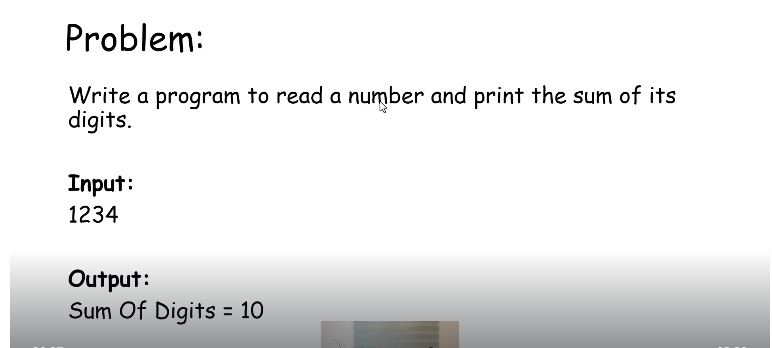 Problem:
Write a program to read a number and print the sum of its
digits.
Input:
1234
Output:
Sum Of Digits = 10